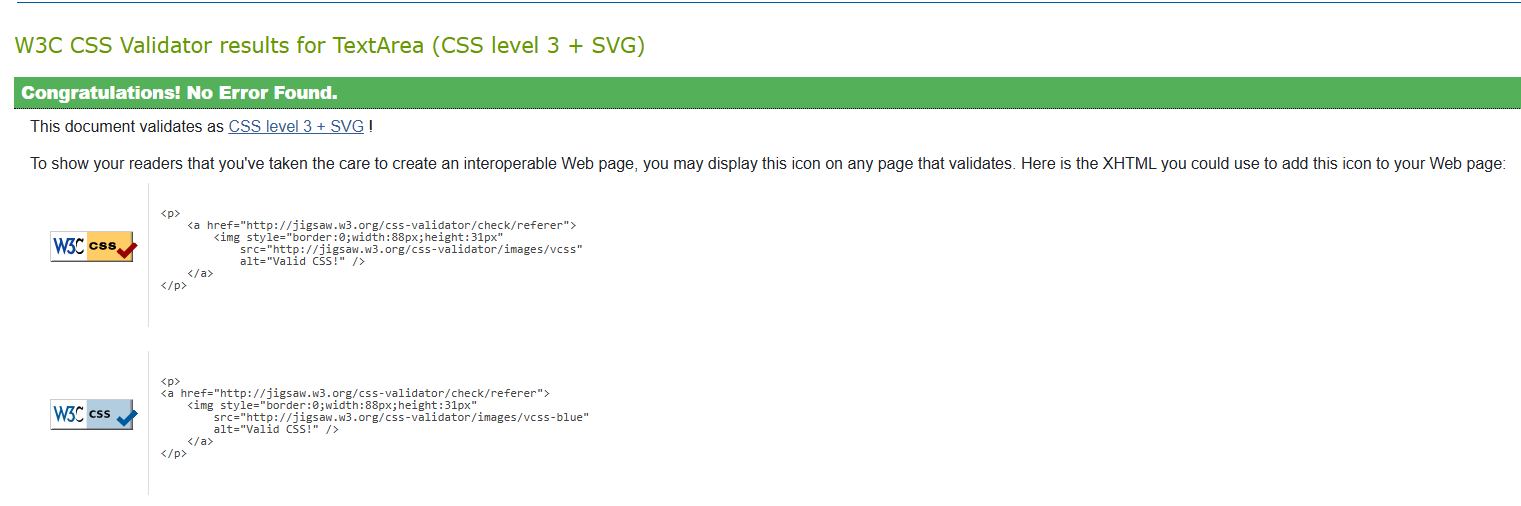 W3C CSS Validator results for TextArea (CSS level 3 + SVG)
Congratulations! No Error Found.
This document validates as CSS level 3 + SVG !
To show your readers that you've taken the care to create an interoperable Web page, you may display this icon on any page that validates. Here is the XHTML you could use to add this icon to your Web page:
W3C css
<p>
    <a href="http://jigsaw.w3.org/css-validator/check/referer">
        <img style="border:0;width:88px;height:31px"
            src="http://jigsaw.w3.org/css-validator/images/vcss"
            alt="Valid CSS!" />
    </a>
</p>
W3C css
<p>
<a href="http://jigsaw.w3.org/css-validator/check/referer">
    <img style="border:0;width:88px;height:31px"
        src="http://jigsaw.w3.org/css-validator/images/vcss-blue"
        alt="Valid CSS!" />
    </a>
</p>